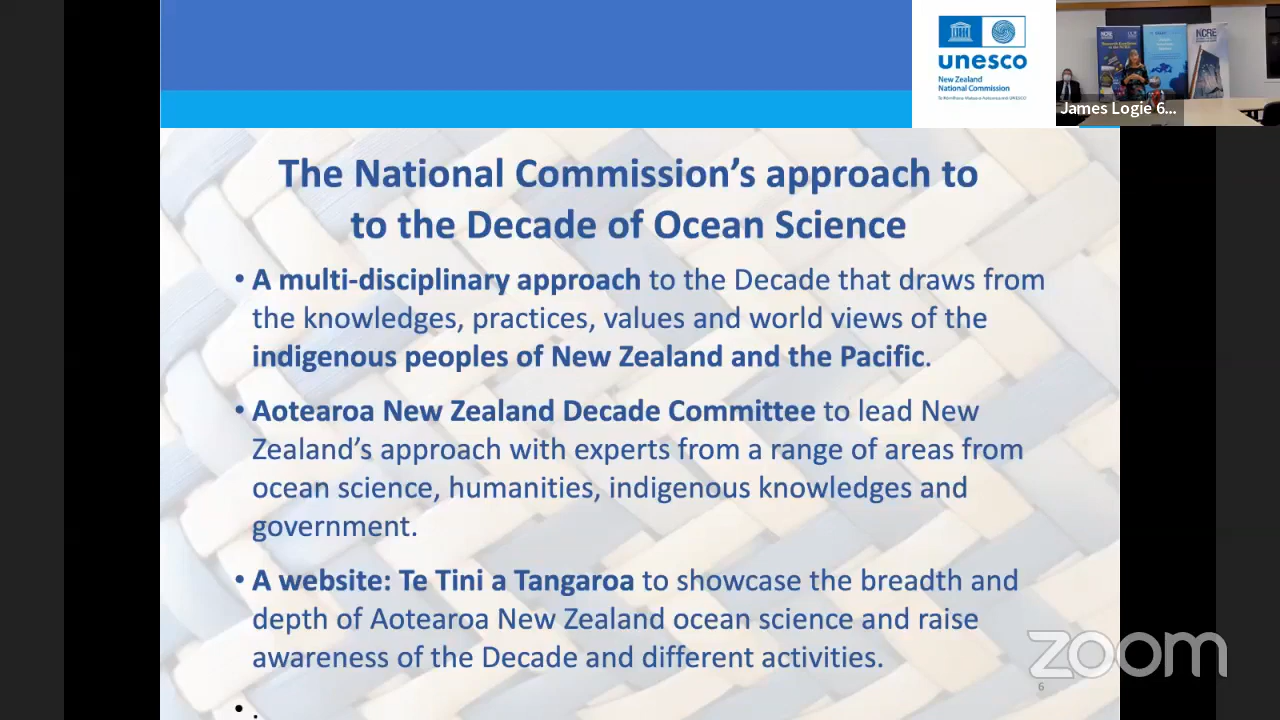 unesco
New Zealand
National Commission
NCRE
NCRE
James Logie 6...
The National Commission's approach to
to the Decade of Ocean Science
• A multi-disciplinary approach to the Decade that draws from
the knowledges, practices, values and world views of the
indigenous peoples of New Zealand and the Pacific.
• Aotearoa New Zealand Decade Committee to lead New
Zealand's approach with experts from a range of areas from
ocean science, humanities, indigenous knowledges and
government.
• A website: Te Tini a Tangaroa to showcase the breadth and
depth of Aotearoa New Zealand ocean science and raise
awareness of the Decade and different activities.
• .
zoom
6